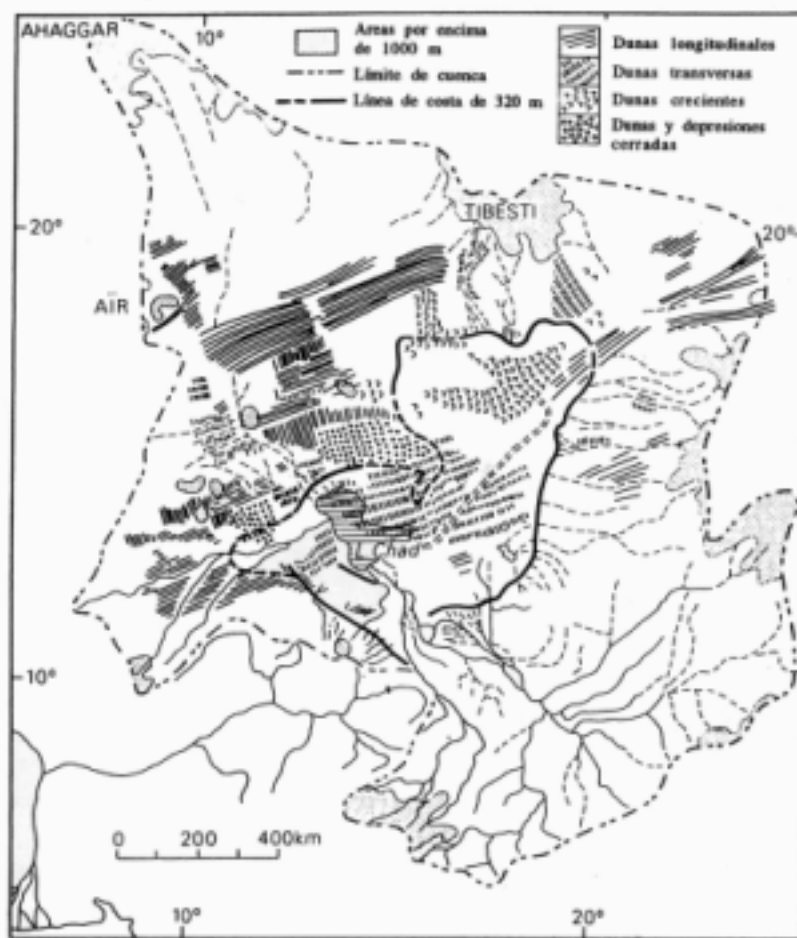 AHAGGAR
10°
Areas por encima
de 1000 m
Límite de cuenca
Línea de costa de 320 m
Dunas longitudinales
Dunas transversas
Dunas crecientes
Dunas y depresiones
cerradas
TIBESTI
20°
20°
AÏR
?
Chad
10°
0 200 400km
10°
20°